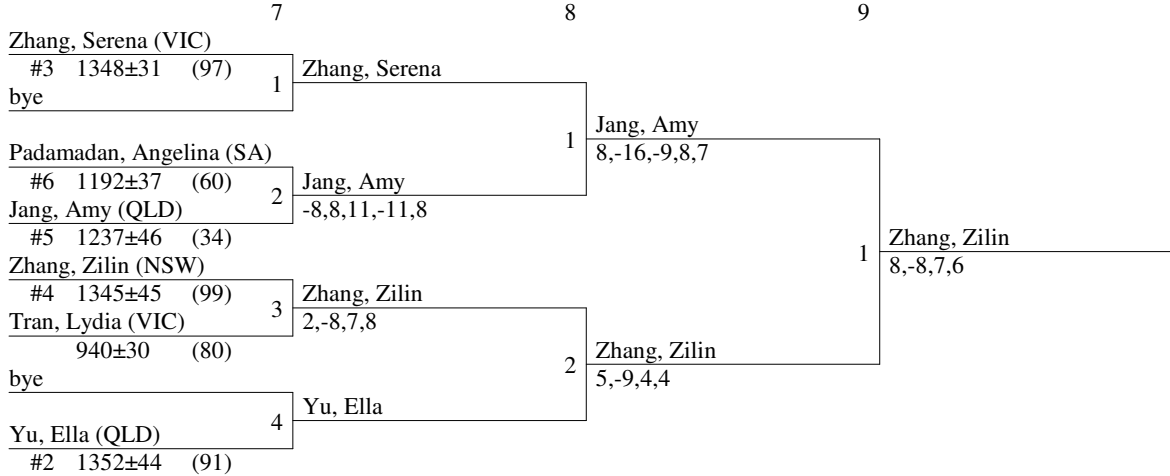 7 8 9
Zhang, Serena (VIC)
#3 1348±31 (97)
bye
1
Zhang, Serena
Padamadan, Angelina (SA)
#6 1192±37 (60)
Jang, Amy (QLD)
#5 1237±46 (34)
2
Jang, Amy
-8,8,11,-11,8
1
Jang, Amy
8,-16,-9,8,7
Zhang, Zilin (NSW)
#4 1345±45 (99)
Tran, Lydia (VIC)
940±30 (80)
3
Zhang, Zilin
2,-8,7,8
bye
Yu, Ella (QLD)
#2 1352±44 (91)
4
Yu, Ella
2
Zhang, Zilin
5,-9,4,4
1
Zhang, Zilin
8,-8,7,6